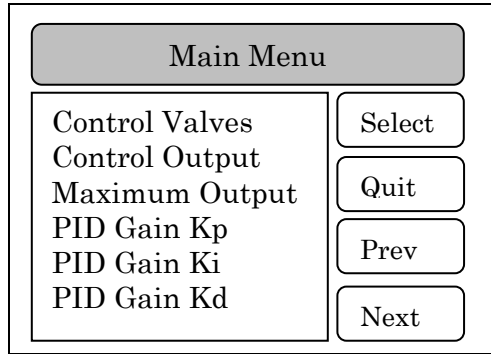 Main Menu
Control Valves
Control Output
Maximum Output
PID Gain Kp
PID Gain Ki
PID Gain Kd
Select
Quit
Prev
Next